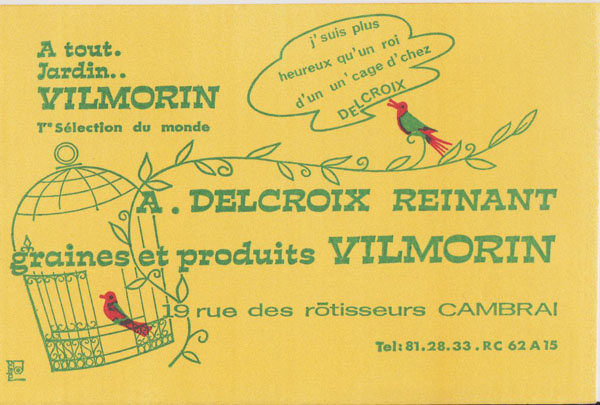 A tout.
Jardin..
VILMORIN
1re Sélection du monde
j'suis plus
heureux qu'un roi
d'un un' cage d'chez
DELCROIX
A. DELCROIX REINANT
graines et produits VILMORIN
19 rue des rôtisseurs CAMBRAI
Tel: 81.28.33. RC 62 A 15